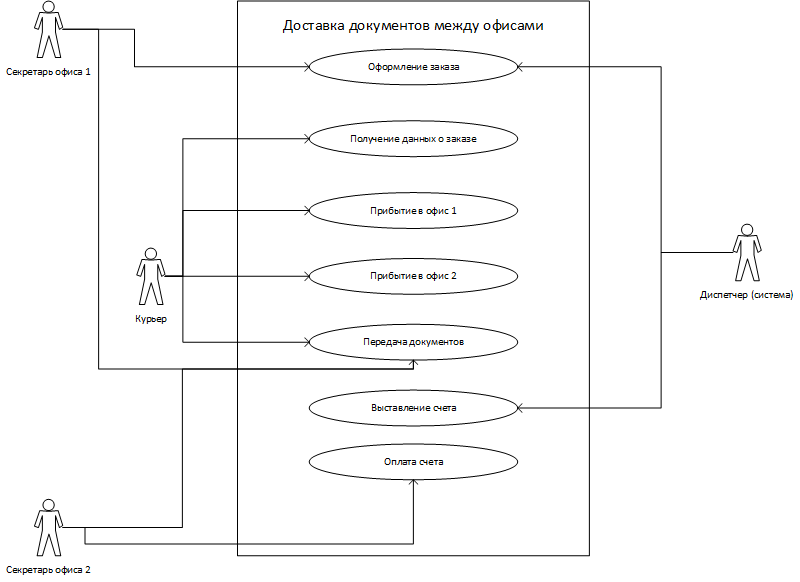 Доставка документов между офисами
Секретарь офиса 1
Оформление заказа
Получение данных о заказе
Прибытие в офис 1
Прибытие в офис 2
Диспетчер (система)
Курьер
Передача документов
Выставление счета
Оплата счета
Секретарь офиса 2